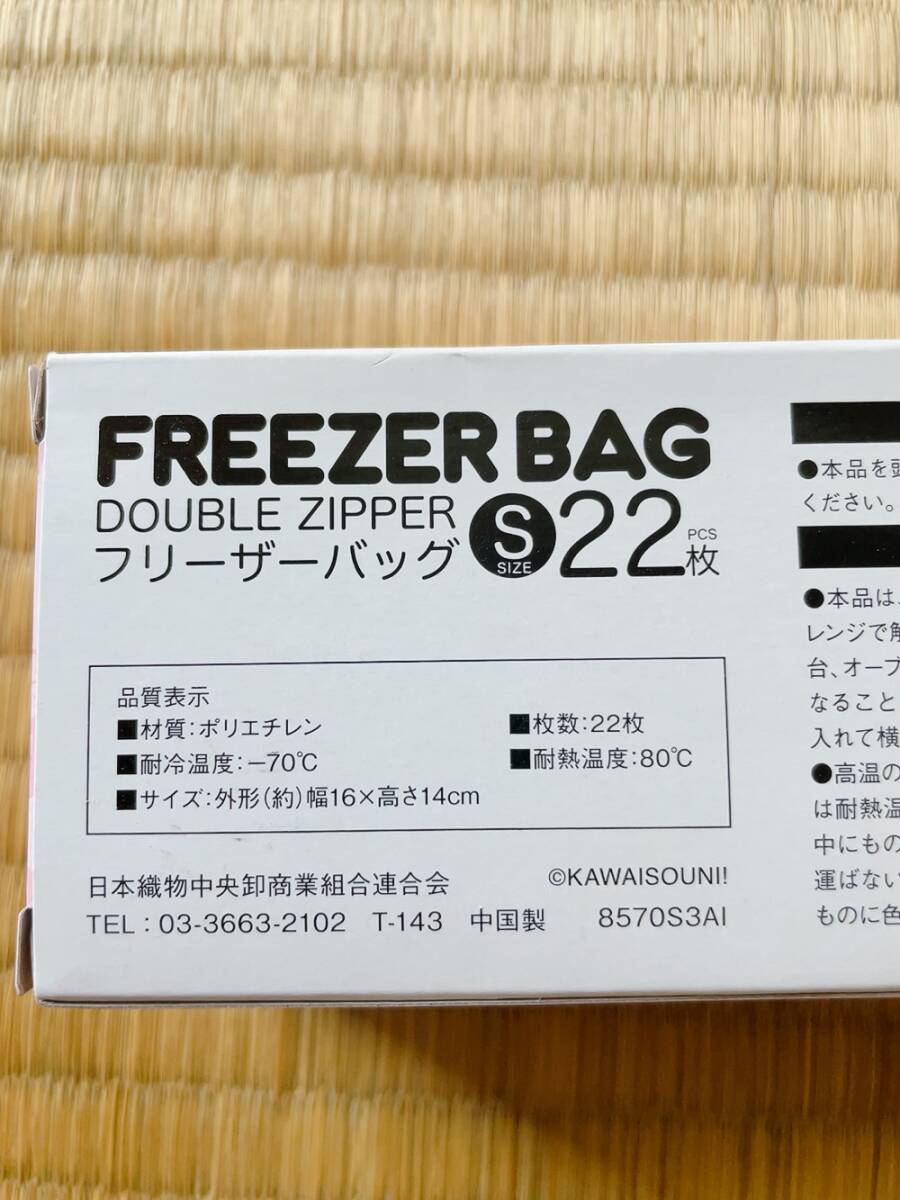 FREEZER BAG
DOUBLE ZIPPER
フリーザーバッグ
S
SIZE
22
PCS
枚
品質表示
■材質：ポリエチレン
■枚数：22枚
■耐冷温度：−70℃
■耐熱温度：80℃
■サイズ：外形（約）幅16×高さ14cm
日本織物中央卸商業組合連合会
©KAWAISOUNI!
TEL：03-3663-2102 T-143 中国製
8570S3AI
●本品を
ください。
●本品は、
レンジで解
台、オーブ
なること
入れて横
●高温の
は耐熱温
中にもの
運ばない
ものに色